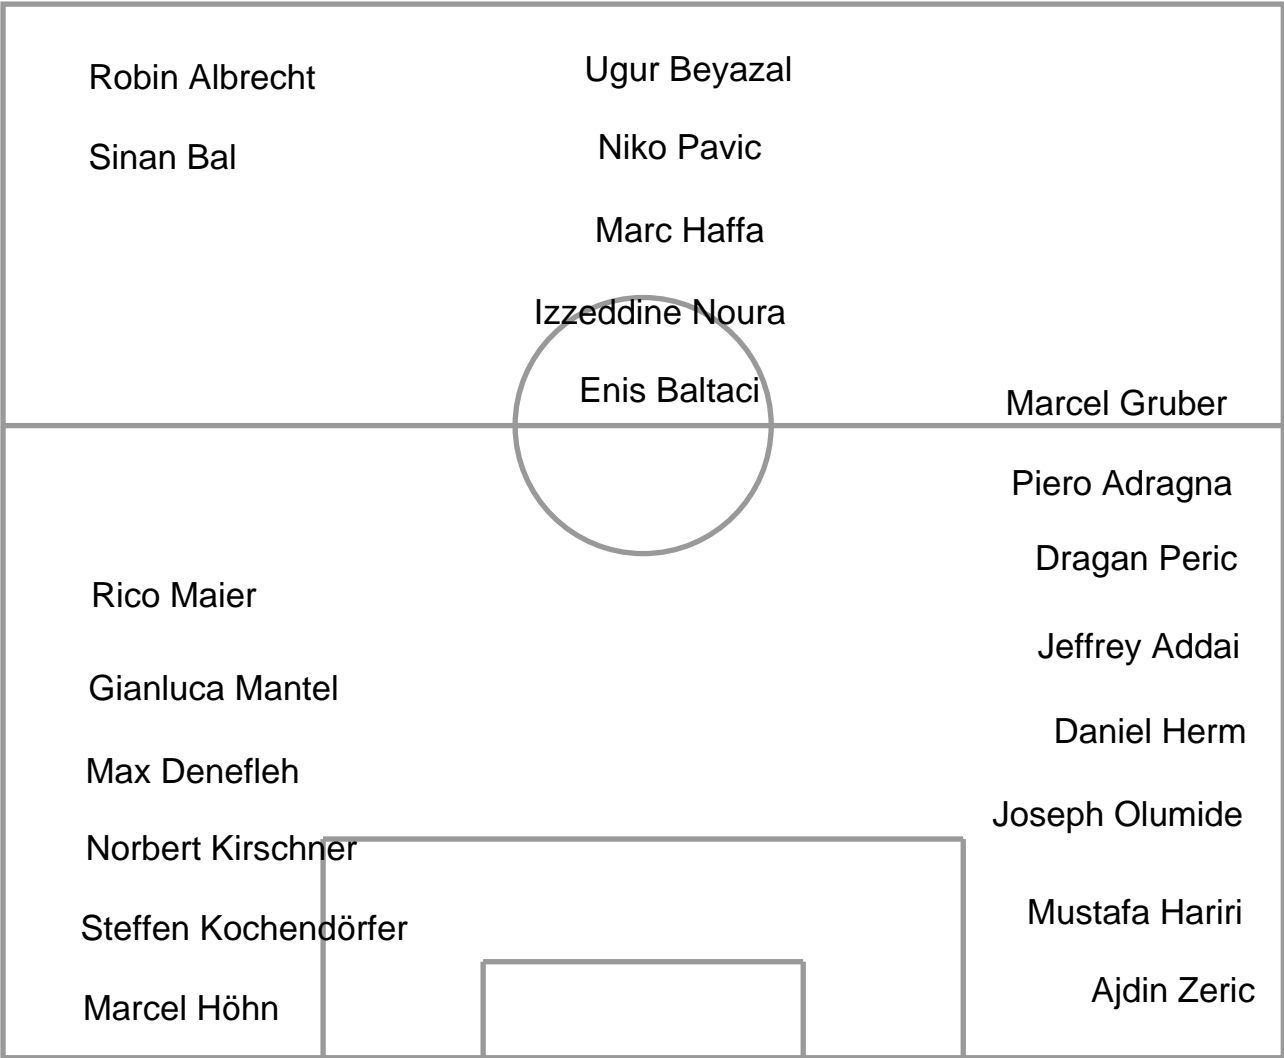 Robin Albrecht
Sinan Bal
Ugur Beyazal
Niko Pavic
Marc Haffa
Izzeddine Noura
Enis Baltaci
Marcel Gruber
Piero Adragna
Dragan Peric
Jeffrey Addai
Daniel Herm
Joseph Olumide
Mustafa Hariri
Ajdin Zeric
Rico Maier
Gianluca Mantel
Max Denefleh
Norbert Kirschner
Steffen Kochendörfer
Marcel Höhn